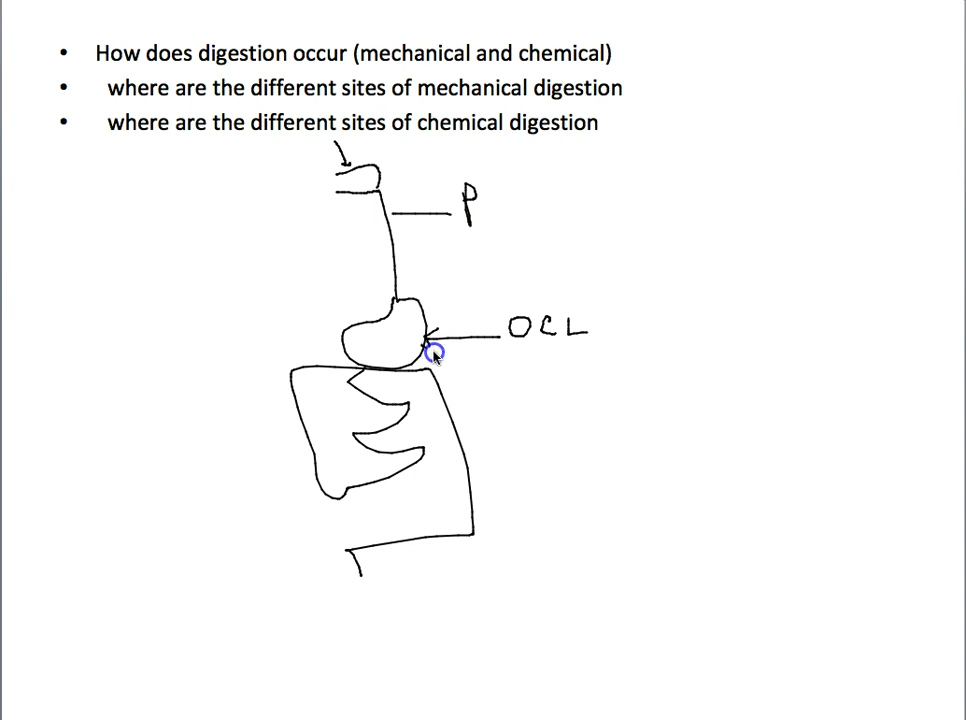 • How does digestion occur (mechanical and chemical)
• where are the different sites of mechanical digestion
• where are the different sites of chemical digestion
P
OCL